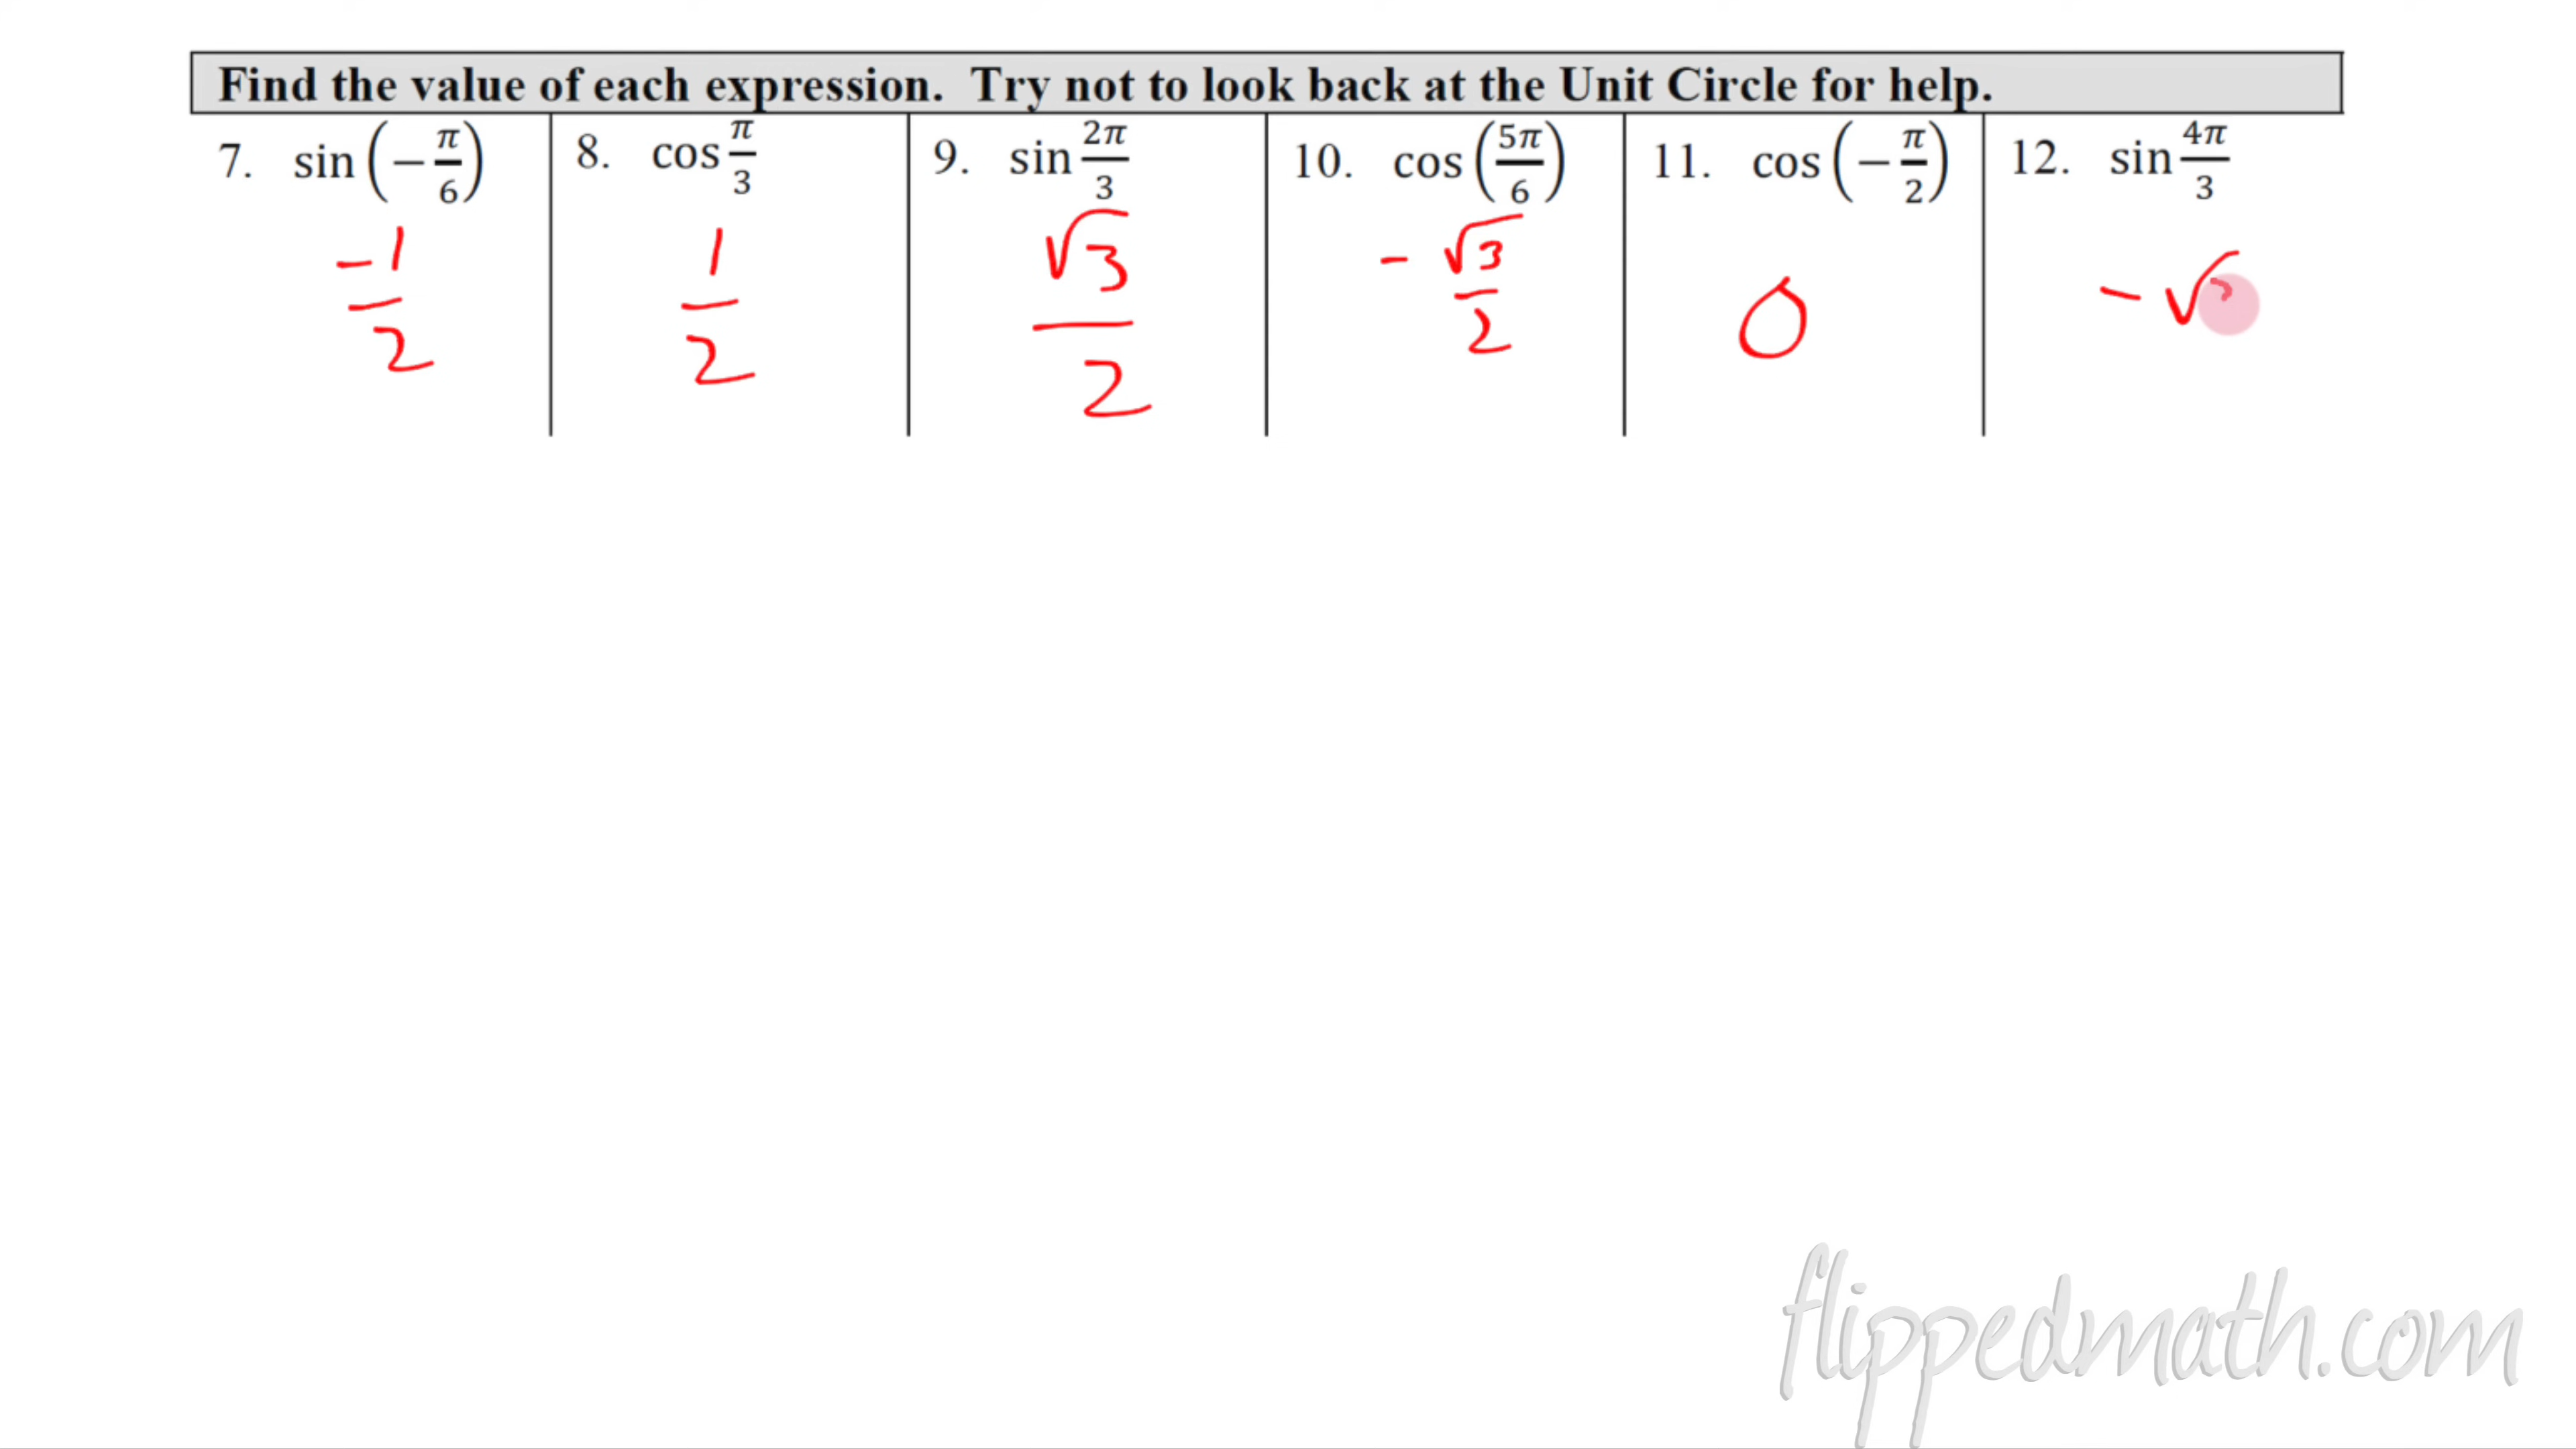 Find the value of each expression. Try not to look back at the Unit Circle for help.
7. sin(−π/6)
8. cos π/3
9. sin 2π/3
10. cos(5π/6)
11. cos(−π/2)
12. sin 4π/3
-1/2
1/2
√3/2
-√3/2
0
-√
flippedmath.com